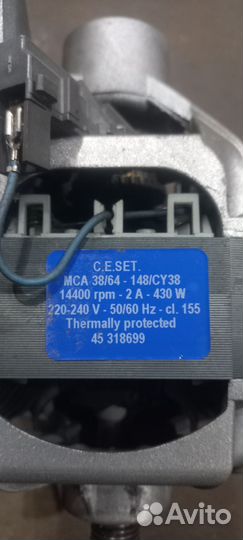 C.E.SET.
MCA 38/64 - 148/CY38
14400 rpm - 2 A - 430 W
220-240 V - 50/60 Hz - cl. 155
Thermally protected
45 318699
Avito